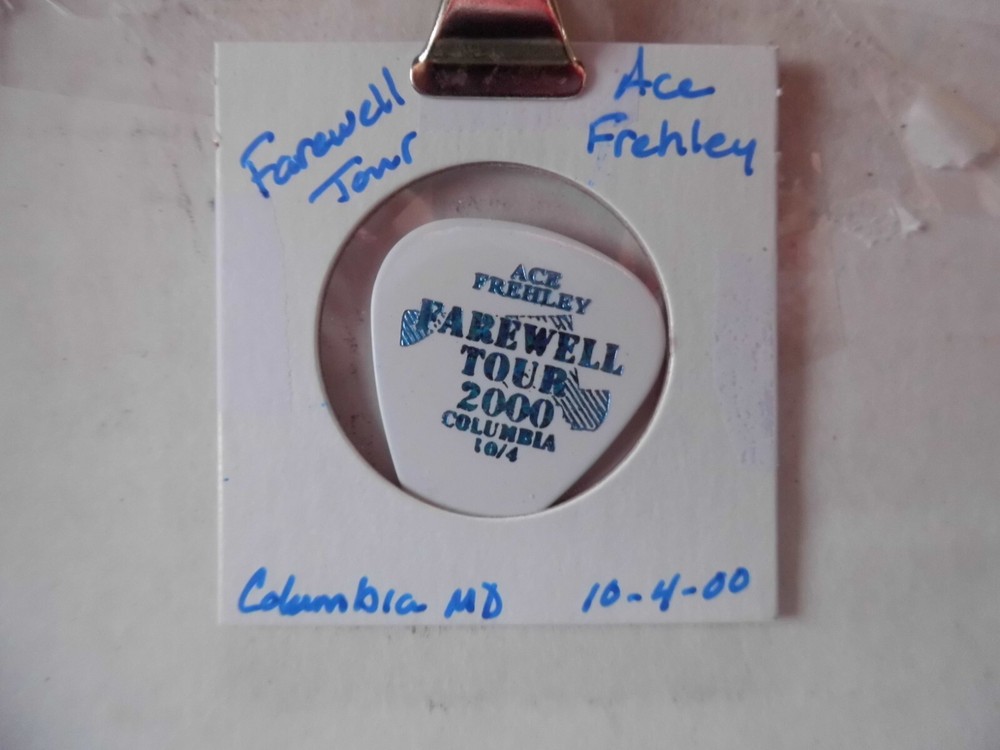 Farewell
Tour
Ace
Frehley
ACE
FREHLEY
FAREWELL
TOUR
2000
COLUMBIA
10/4
Columbia MD 10-4-00